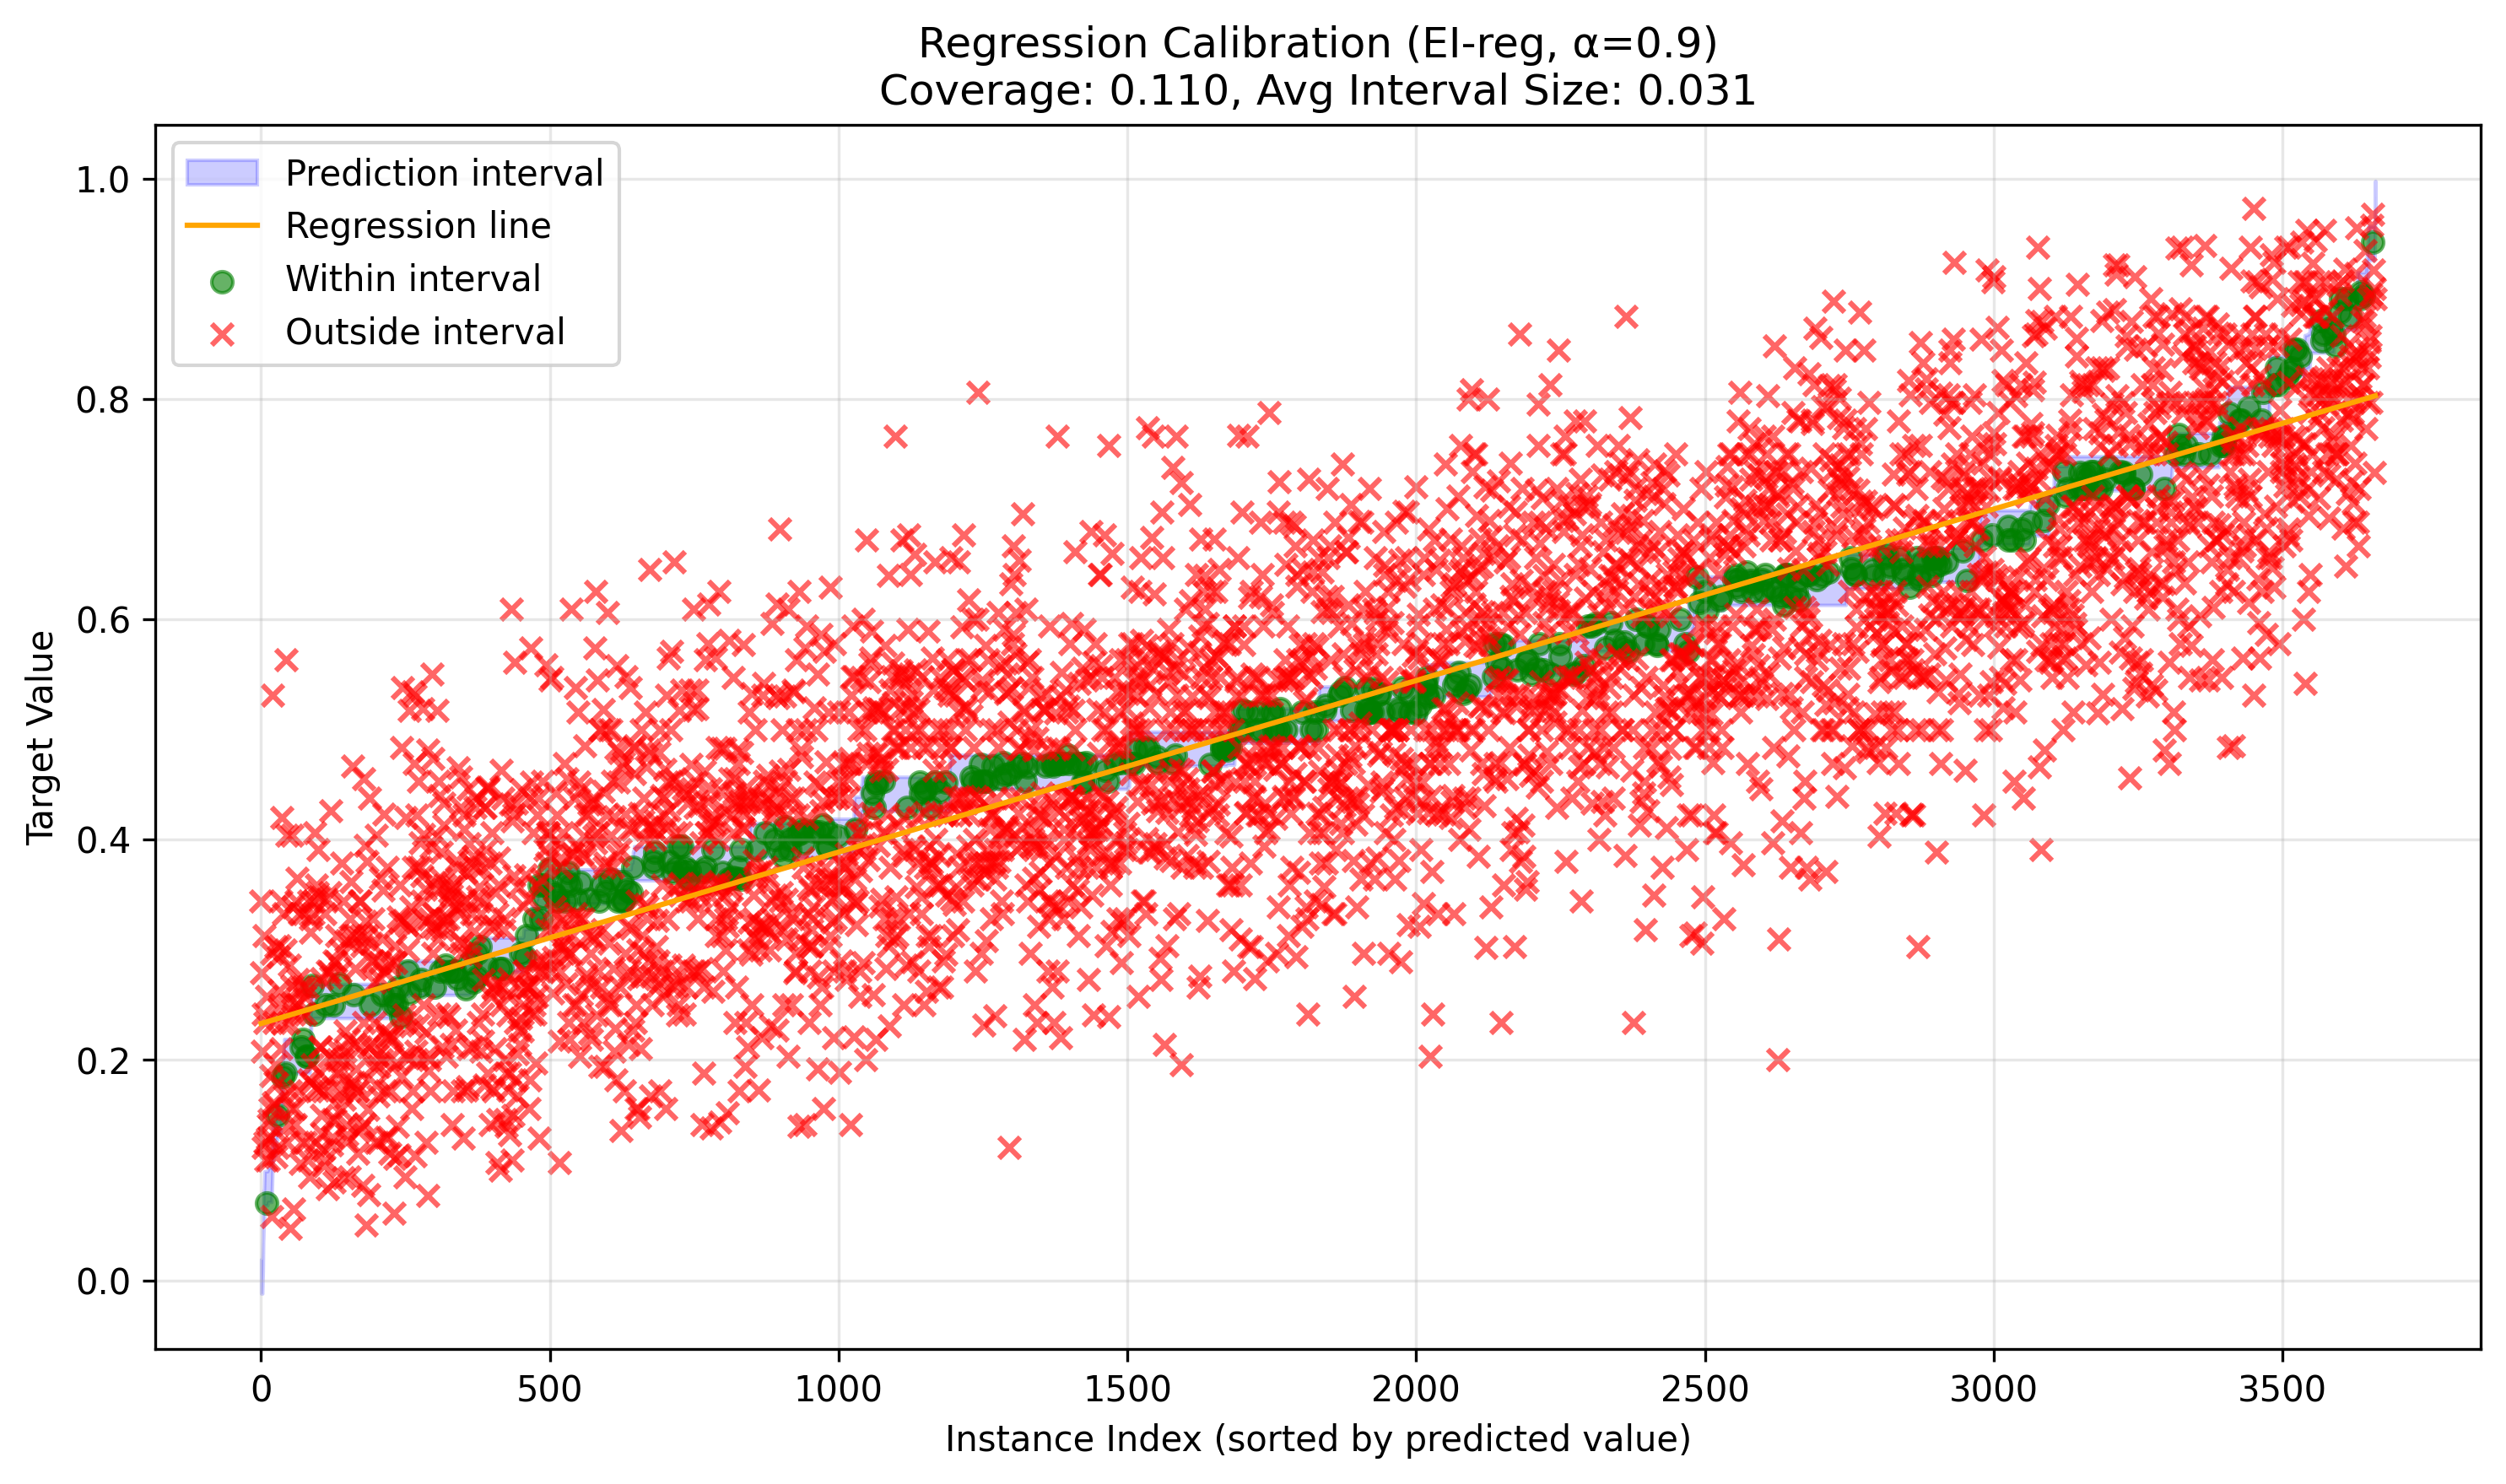 Regression Calibration (EI-reg, α=0.9)
Coverage: 0.110, Avg Interval Size: 0.031
Prediction interval
Regression line
Within interval
Outside interval
Target Value
1.0
0.8
0.6
0.4
0.2
0.0
0 500 1000 1500 2000 2500 3000 3500
Instance Index (sorted by predicted value)